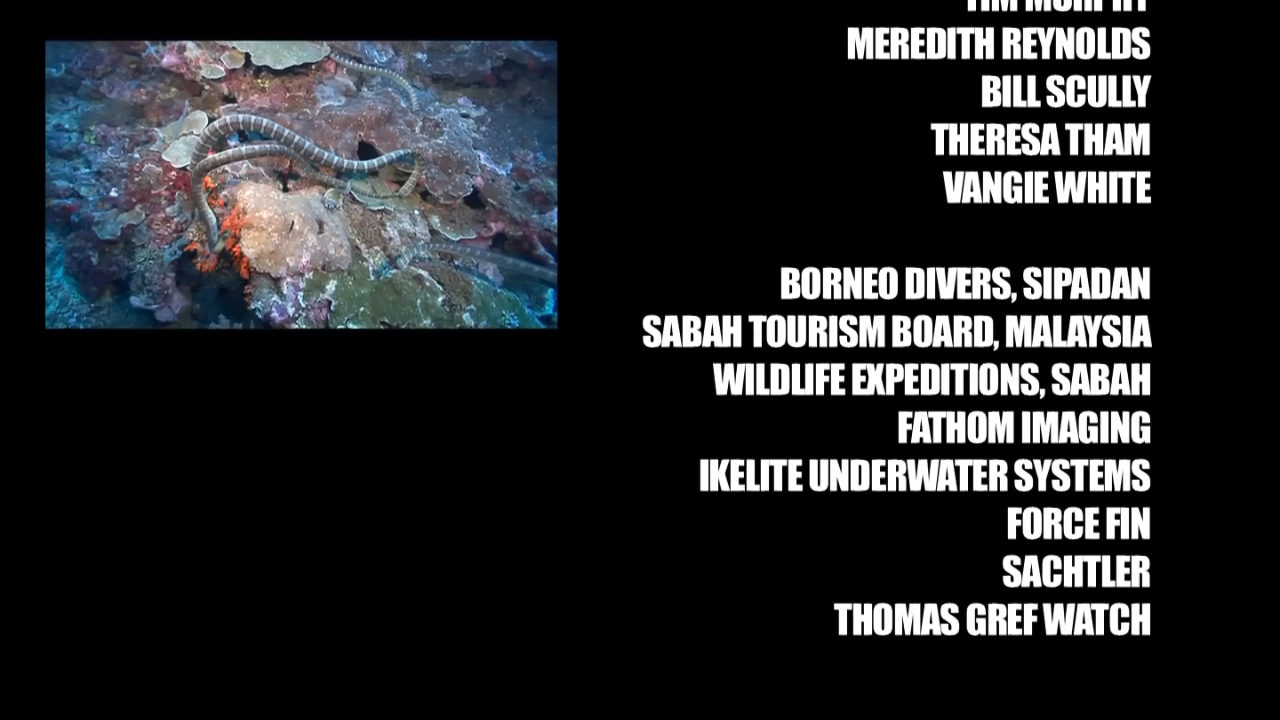 MEREDITH REYNOLDS
BILL SCULLY
THERESA THAM
VANGIE WHITE
BORNEO DIVERS, SIPADAN
SABAH TOURISM BOARD, MALAYSIA
WILDLIFE EXPEDITIONS, SABAH
FATHOM IMAGING
IKELITE UNDERWATER SYSTEMS
FORCE FIN
SACHTLER
THOMAS GREF WATCH